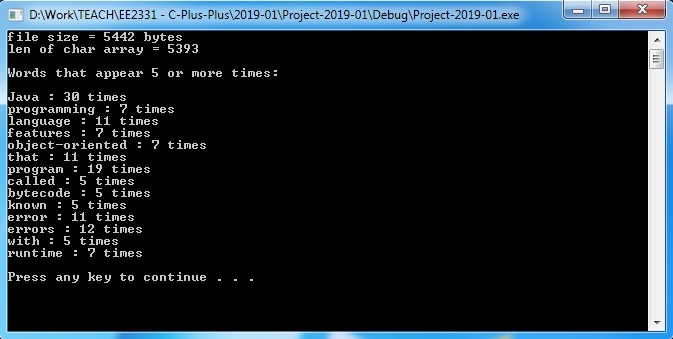 D:\Work\TEACH\EE2331 - C-Plus-Plus\2019-01\Project-2019-01\Debug\Project-2019-01.exe
file size = 5442 bytes
len of char array = 5393
Words that appear 5 or more times:
Java : 30 times
programming : 7 times
language : 11 times
features : 7 times
object-oriented : 7 times
that : 11 times
program : 19 times
called : 5 times
bytecode : 5 times
known : 5 times
error : 11 times
errors : 12 times
with : 5 times
runtime : 7 times
Press any key to continue . . .